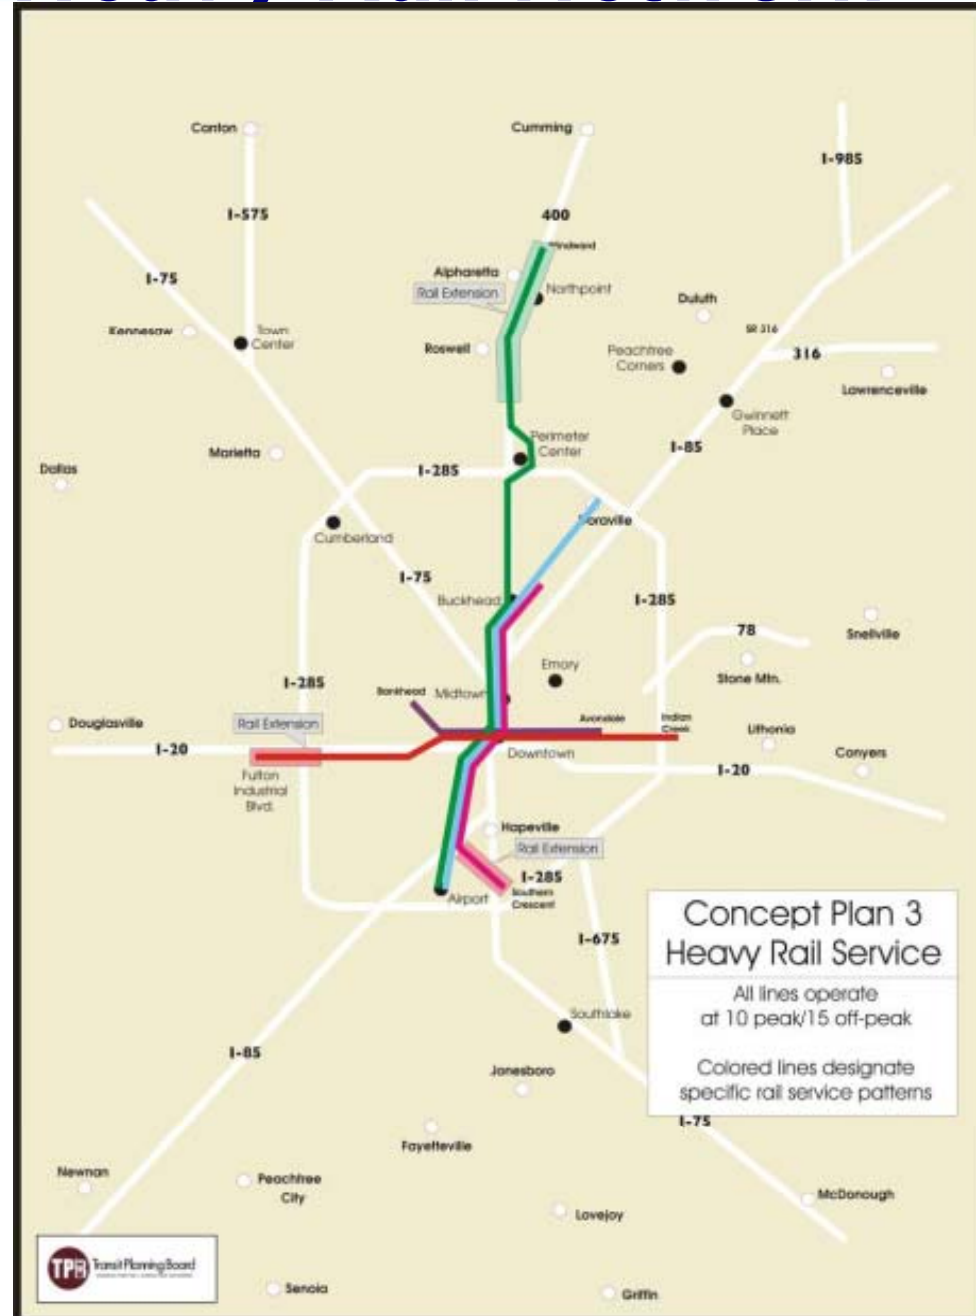 Canton
Cumming
I-985
I-575
400
Windward
I-75
Alpharetta
Rail Extension
Northpoint
Duluth
Kennesaw
Town
Center
Roswell
SR 316
Peachtree
Corners
316
Lawrenceville
Gwinnett
Place
Perimeter
Center
I-85
Marietta
I-285
Dallas
Doraville
Cumberland
I-75
Buckhead
I-285
78
Snellville
Emory
Stone Mtn.
I-285
Bankhead
Midtown
Douglasville
Rail Extension
Avondale
Indian
Creek
Lithonia
I-20
Downtown
Conyers
I-20
Fulton
Industrial
Blvd.
Hapeville
Rail Extension
I-285
Airport
Southern
Crescent
Concept Plan 3
Heavy Rail Service
All lines operate
at 10 peak/15 off-peak
Colored lines designate
specific rail service patterns
I-675
Southlake
I-85
Jonesboro
I-75
Fayetteville
Newnan
Peachtree
City
McDonough
Lovejoy
TPB Transit Planning Board
Senoia
Griffin